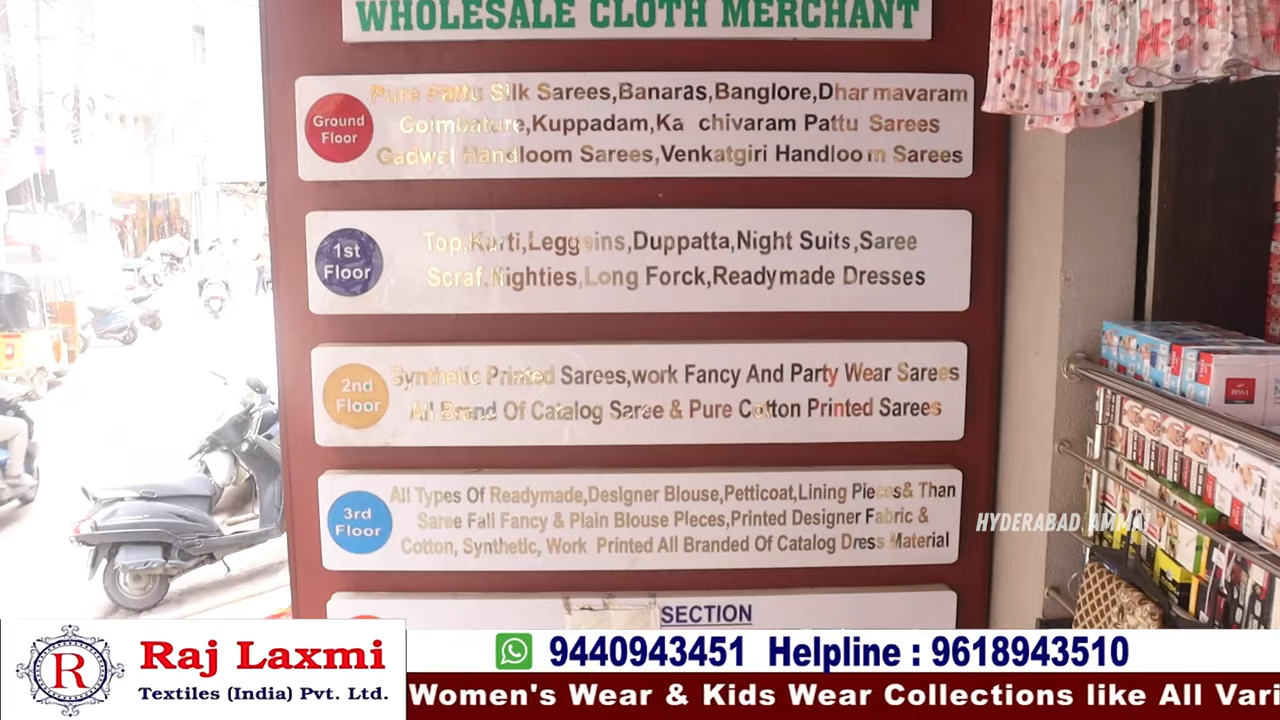 WHOLESALE CLOTH MERCHANT
Ground
Floor
Pure Pattu Silk Sarees,Banaras,Banglore,Dharmavaram
Coimbature,Kuppadam,Ka chivaram Pattu Sarees
Gadwal Handloom Sarees,Venkatgiri Handloom Sarees
1st
Floor
Top,Kurti,Leggeins,Duppatta,Night Suits,Saree
Scraf,Nighties,Long Forck,Readymade Dresses
2nd
Floor
Synthetic Printed Sarees,work Fancy And Party Wear Sarees
All Brand Of Catalog Saree & Pure Cotton Printed Sarees
3rd
Floor
All Types Of Readymade,Designer Blouse,Petticoat,Lining Pieces& Than
Saree Fall Fancy & Plain Blouse Pieces,Printed Designer Fabric &
Cotton, Synthetic, Work Printed All Branded Of Catalog Dress Material
SECTION
HYDERABAD AMMAI
R
Raj Laxmi
Textiles (India) Pvt. Ltd.
9440943451 Helpline : 9618943510
Women's Wear & Kids Wear Collections like All Vari